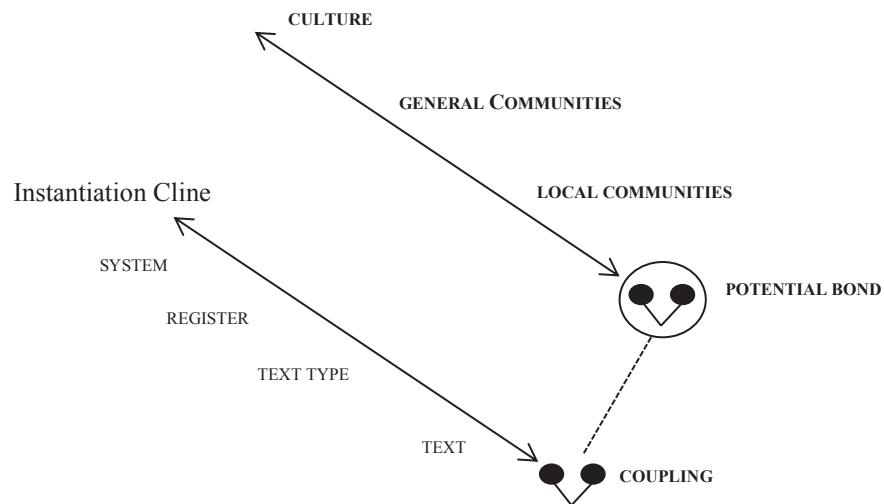 CULTURE
GENERAL COMMUNITIES
LOCAL COMMUNITIES
Instantiation Cline
SYSTEM
POTENTIAL BOND
REGISTER
TEXT TYPE
TEXT
COUPLING